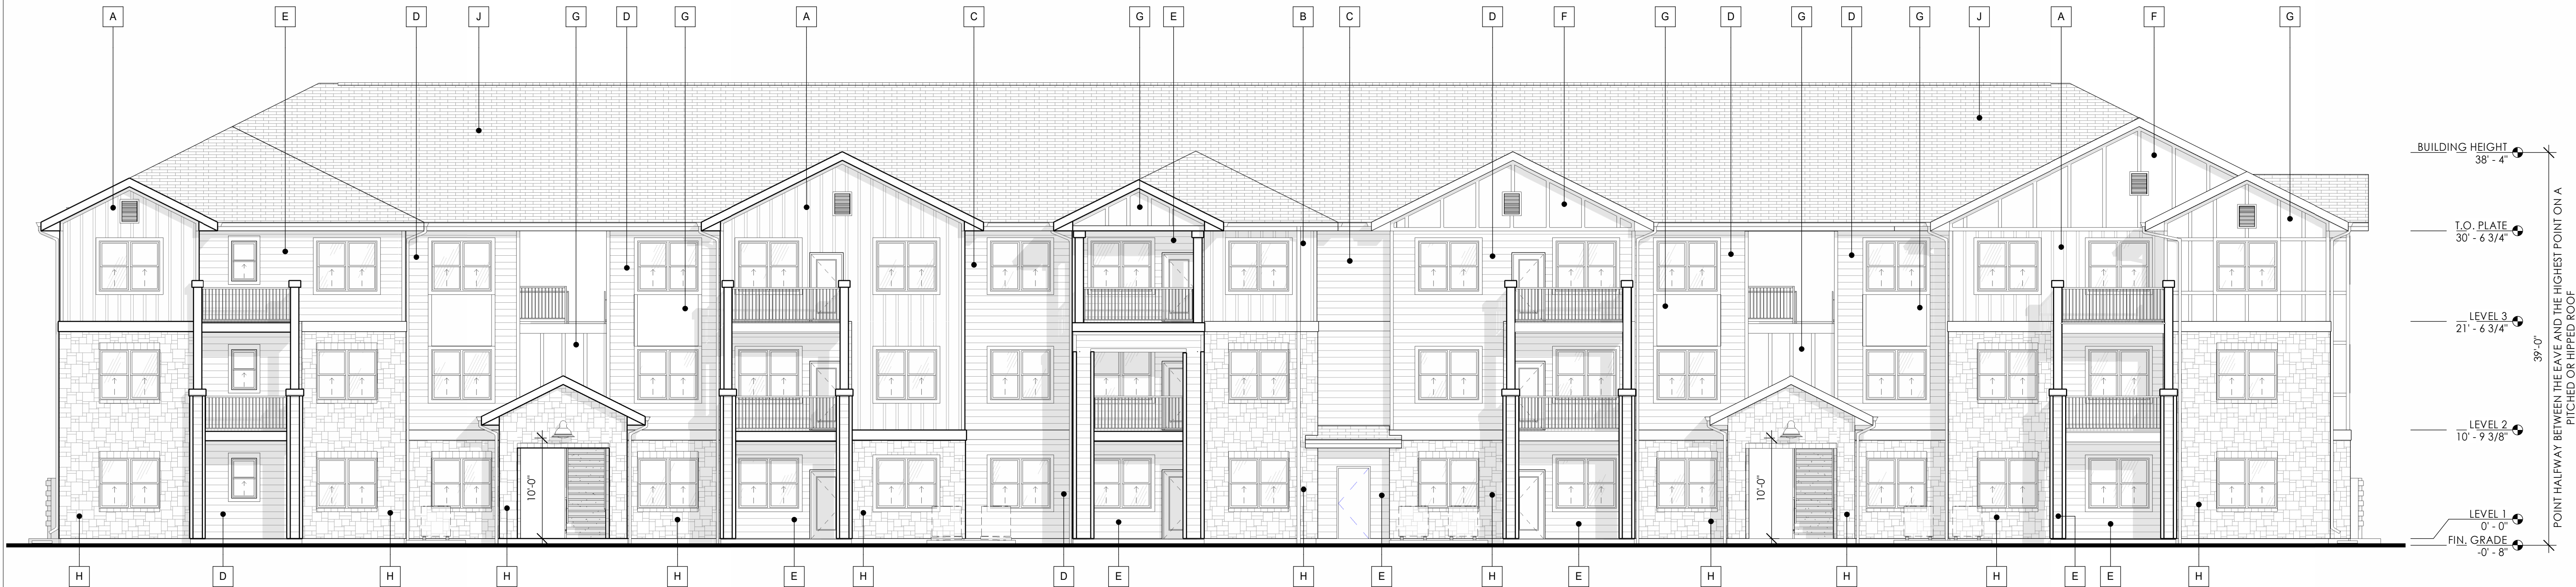 A E D J G D G A C G E B C D F G D G D G J A F G
BUILDING HEIGHT
38' - 4"
T.O. PLATE
30' - 6 3/4"
LEVEL 3
21' - 6 3/4"
LEVEL 2
10' - 9 3/8"
LEVEL 1
0' - 0"
FIN. GRADE
-0' - 8"
39'-0"
POINT HALFWAY BETWEEN THE EAVE AND THE HIGHEST POINT ON A
PITCHED OR HIPPED ROOF
10'-0"
10'-0"
H D H H H E H D E H E H E H H H E E H